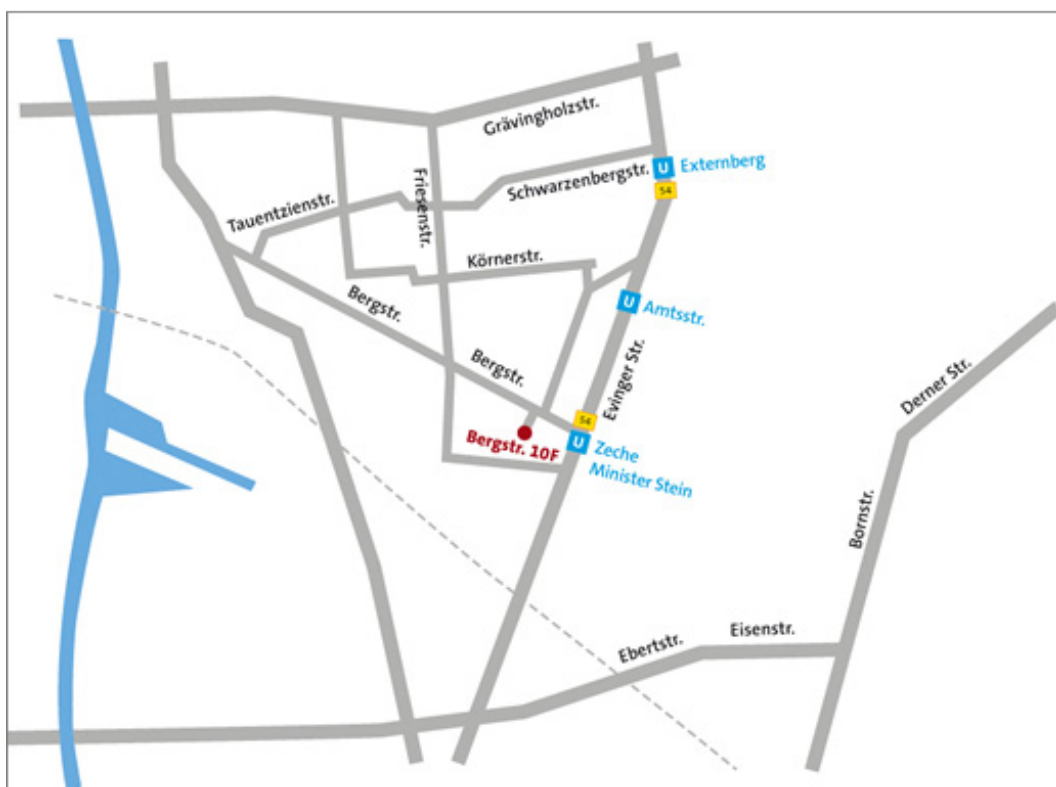 Grävingholzstr.
U Externberg
54
Schwarzenbergstr.
Friesenstr.
Tauentzienstr.
Körnerstr.
Bergstr.
U Amtsstr.
Evinger Str.
Bergstr.
Derner Str.
54
Bergstr. 10F
U Zeche
Minister Stein
Bornstr.
Eisenstr.
Ebertstr.